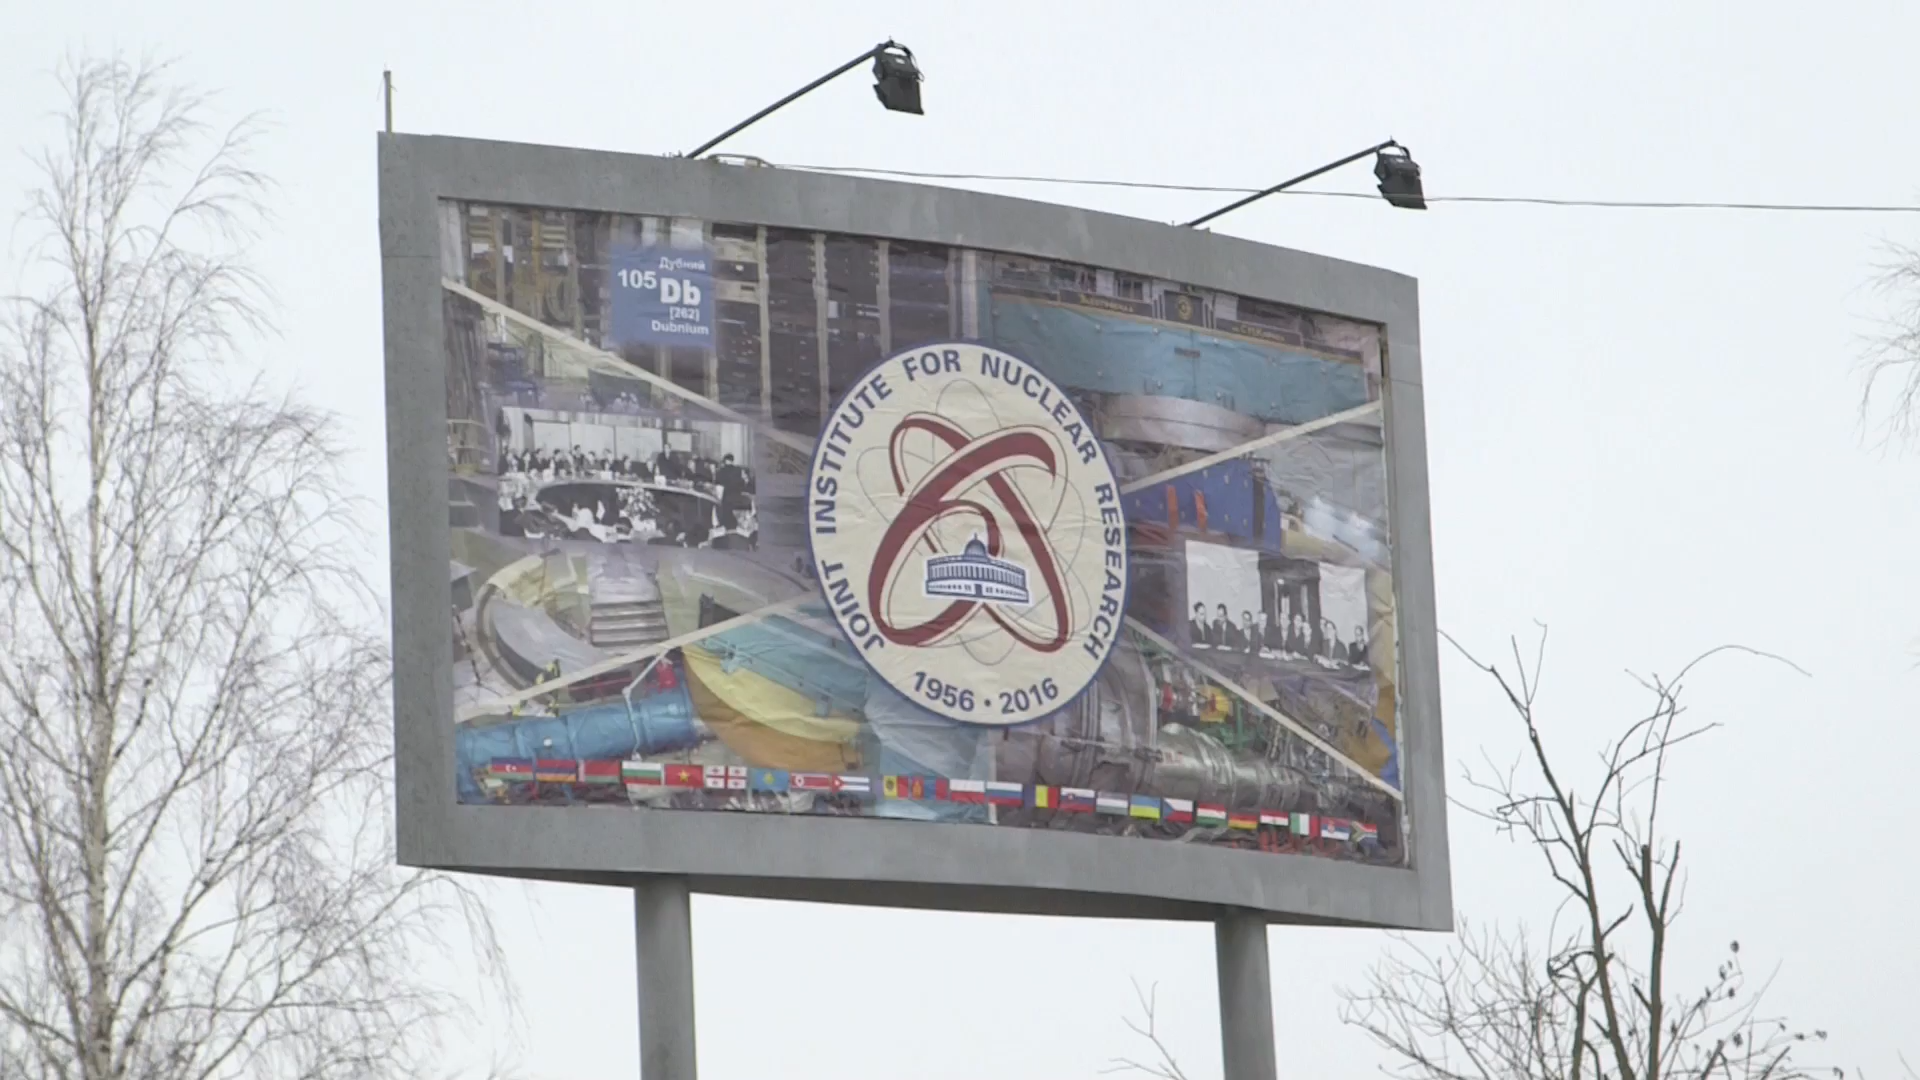 Дубний
105 Db
[262]
Dubnium
JOINT INSTITUTE FOR NUCLEAR RESEARCH
1956 · 2016